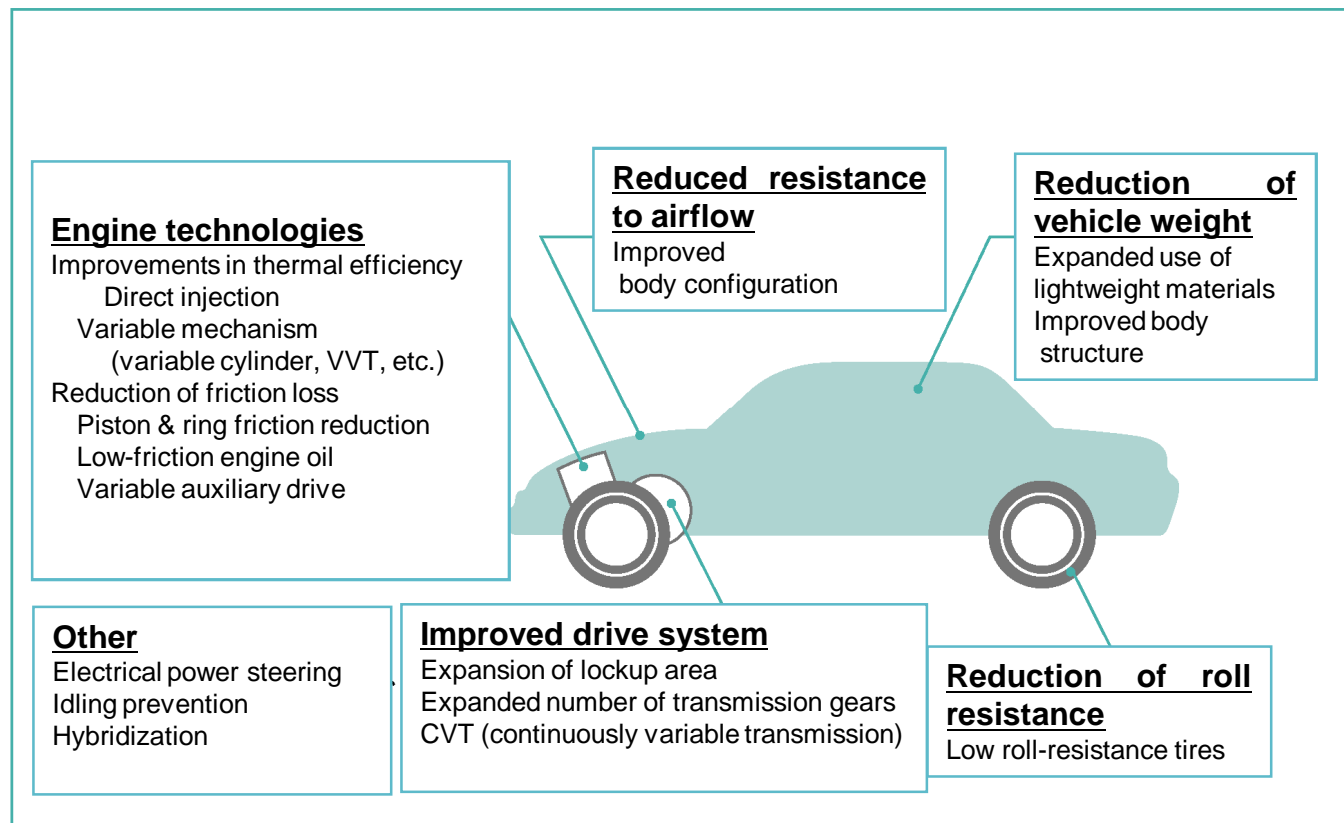 Engine technologies
Improvements in thermal efficiency
Direct injection
Variable mechanism
(variable cylinder, VVT, etc.)
Reduction of friction loss
Piston & ring friction reduction
Low-friction engine oil
Variable auxiliary drive
Reduced resistance
to airflow
Improved
body configuration
Reduction of
vehicle weight
Expanded use of
lightweight materials
Improved body
structure
Other
Electrical power steering
Idling prevention
Hybridization
Improved drive system
Expansion of lockup area
Expanded number of transmission gears
CVT (continuously variable transmission)
Reduction of roll
resistance
Low roll-resistance tires